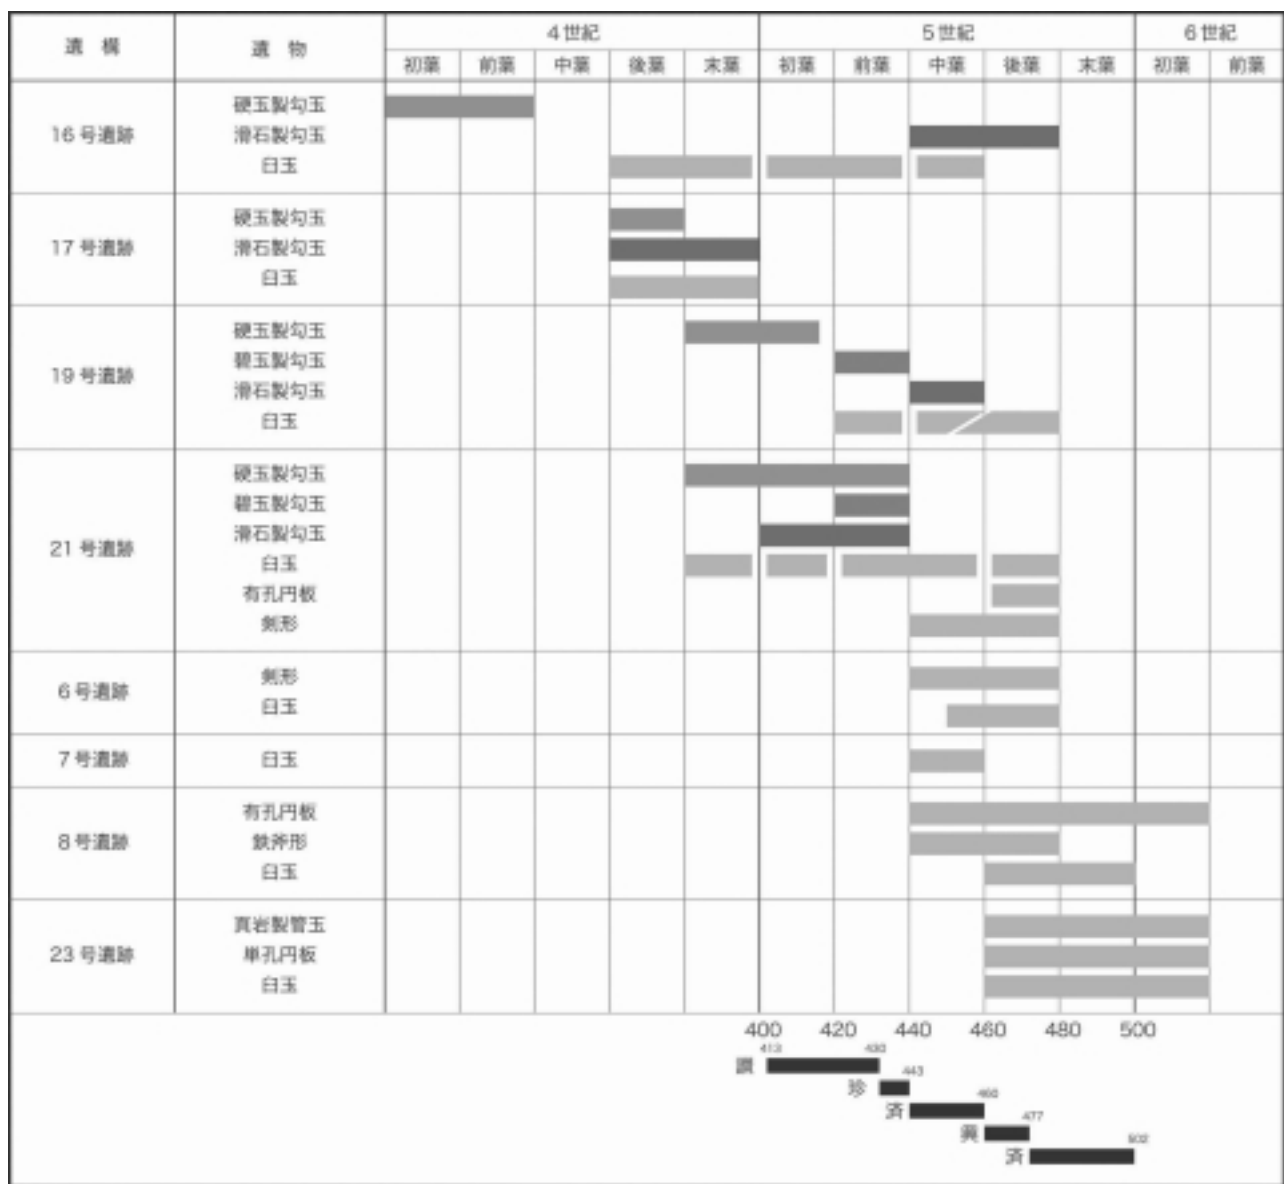 遺構 遺物 4世紀 5世紀 6世紀
初葉 前葉 中葉 後葉 末葉 初葉 前葉 中葉 後葉 末葉 初葉 前葉
16号遺跡
硬玉製勾玉
滑石製勾玉
臼玉
17号遺跡
硬玉製勾玉
滑石製勾玉
臼玉
19号遺跡
硬玉製勾玉
碧玉製勾玉
滑石製勾玉
臼玉
21号遺跡
硬玉製勾玉
碧玉製勾玉
滑石製勾玉
臼玉
有孔円板
剣形
6号遺跡
剣形
臼玉
7号遺跡
臼玉
8号遺跡
有孔円板
鉄斧形
臼玉
23号遺跡
頁岩製管玉
単孔円板
臼玉
400 420 440 460 480 500
讃 413 430
珍 443
済 460
興 477
済 502